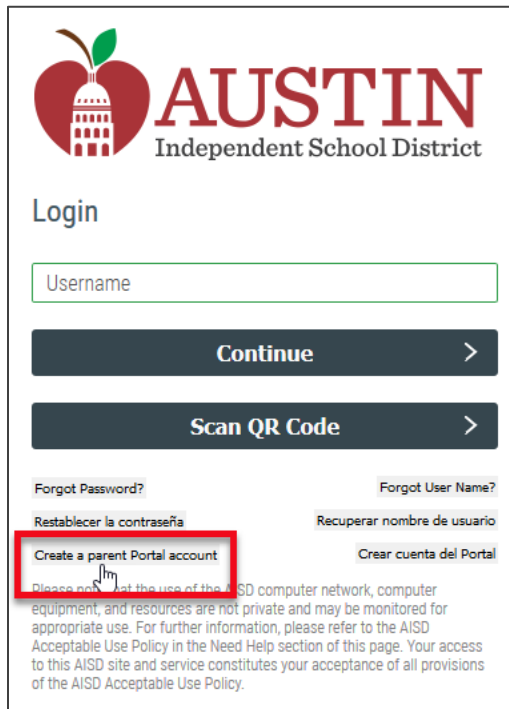 AUSTIN
Independent School District
Login
Username
Continue
Scan QR Code
Forgot Password?
Forgot User Name?
Restablecer la contraseña
Recuperar nombre de usuario
Create a parent Portal account
Crear cuenta del Portal
Please not at the use of the AISD computer network, computer
equipment, and resources are not private and may be monitored for
appropriate use. For further information, please refer to the AISD
Acceptable Use Policy in the Need Help section of this page. Your access
to this AISD site and service constitutes your acceptance of all provisions
of the AISD Acceptable Use Policy.